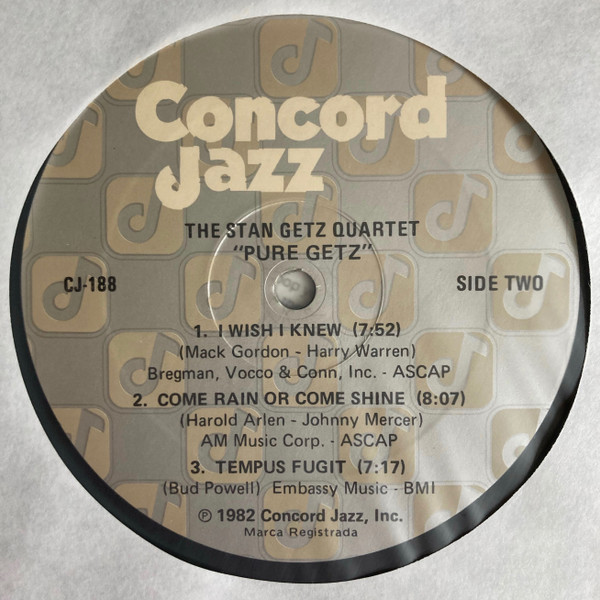 Concord
Jazz
THE STAN GETZ QUARTET
"PURE GETZ"
CJ-188
SIDE TWO
1. I WISH I KNEW (7:52)
(Mack Gordon - Harry Warren)
Bregman, Vocco & Conn, Inc. - ASCAP
2. COME RAIN OR COME SHINE (8:07)
(Harold Arlen - Johnny Mercer)
AM Music Corp. - ASCAP
3. TEMPUS FUGIT (7:17)
(Bud Powell) Embassy Music - BMI
℗ 1982 Concord Jazz, Inc.
Marca Registrada